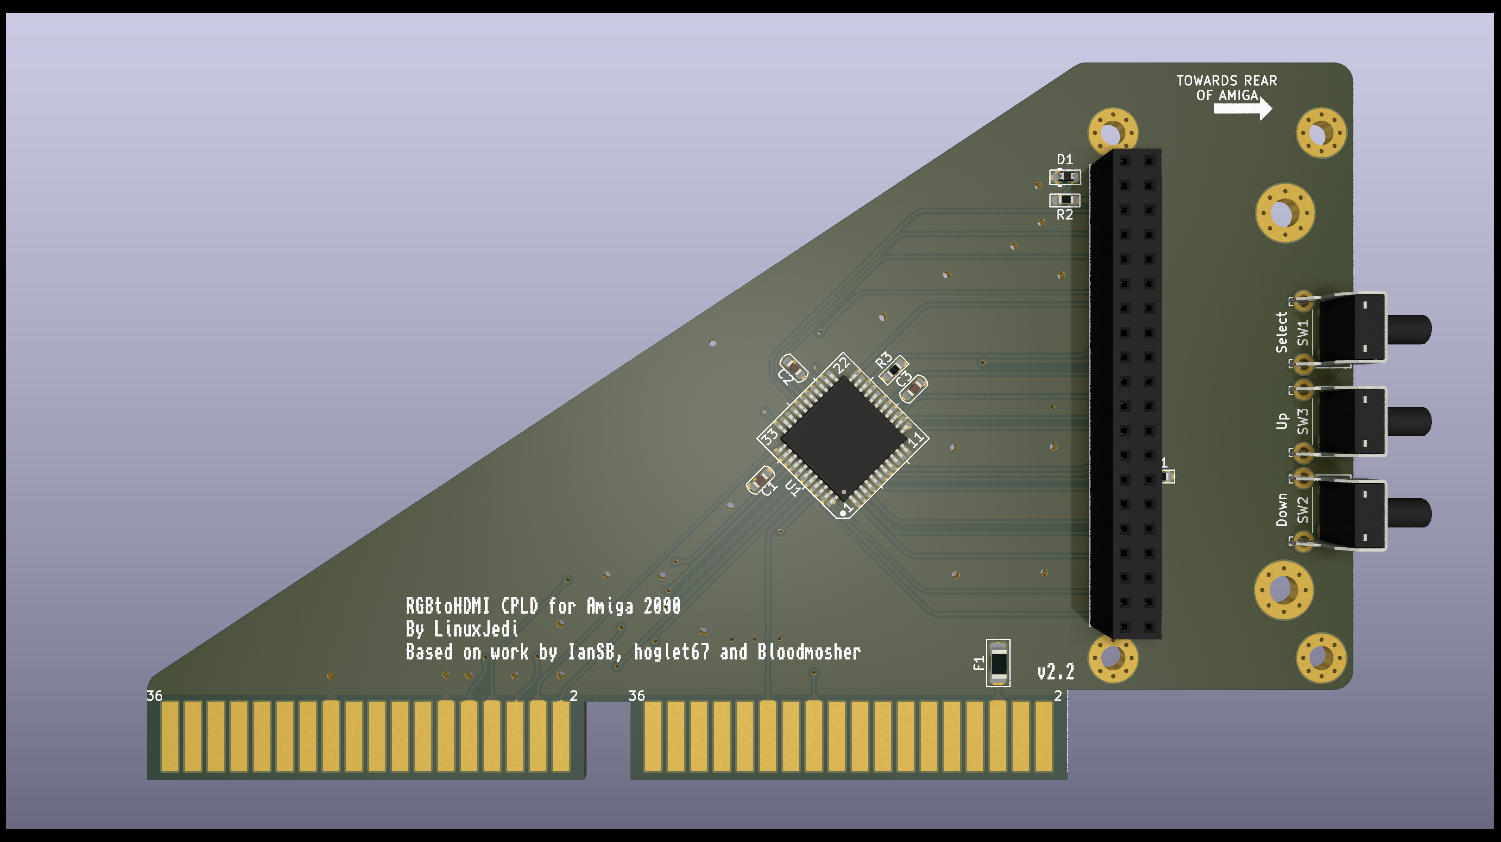 TOWARDS REAR
OF AMIGA
D1
R2
Select
SW1
Up
SW3
Down
SW2
1
C2
22
R3
C3
33
11
C1
U1
1
RGBtoHDMI CPLD for Amiga 2000
By LinuxJedi
Based on work by IanSB, hoglet67 and Bloodmosher
F1
v2.2
36
2
36
2